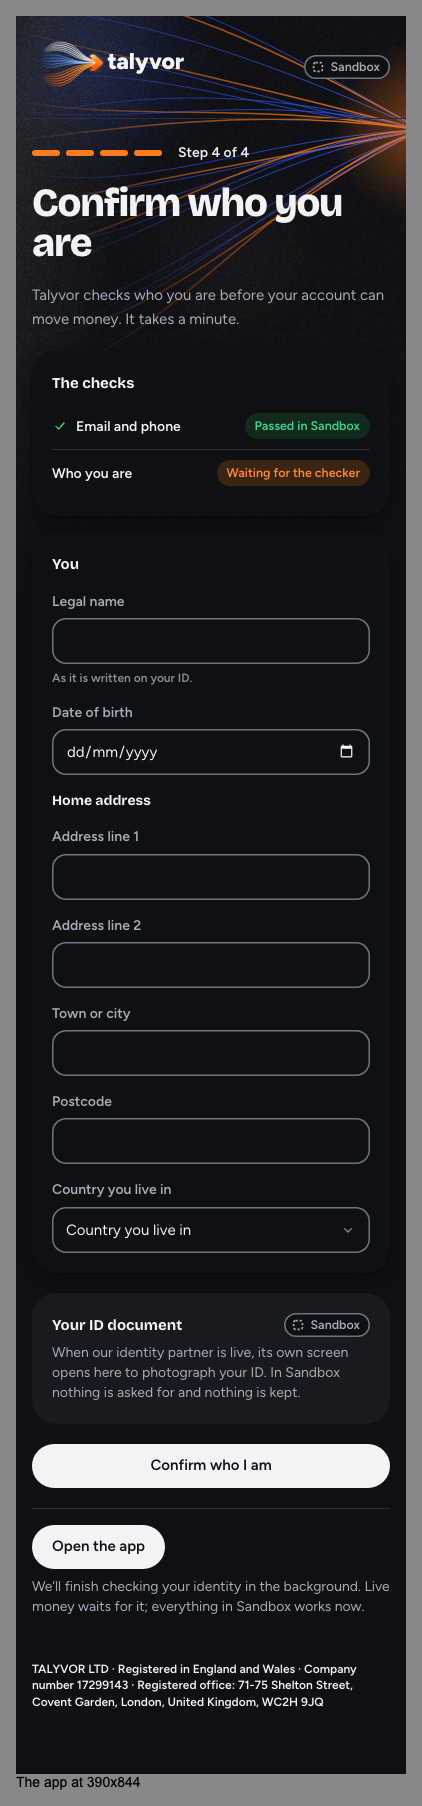 talyvor
Sandbox
Step 4 of 4
Confirm who you
are
Talyvor checks who you are before your account can
move money. It takes a minute.
The checks
Email and phone
Passed in Sandbox
Who you are
Waiting for the checker
You
Legal name
As it is written on your ID.
Date of birth
dd/mm/yyyy
Home address
Address line 1
Address line 2
Town or city
Postcode
Country you live in
Country you live in
Your ID document
Sandbox
When our identity partner is live, its own screen
opens here to photograph your ID. In Sandbox
nothing is asked for and nothing is kept.
Confirm who I am
Open the app
We'll finish checking your identity in the background. Live
money waits for it; everything in Sandbox works now.
TALYVOR LTD · Registered in England and Wales · Company
number 17299143 · Registered office: 71-75 Shelton Street,
Covent Garden, London, United Kingdom, WC2H 9JQ
The app at 390x844